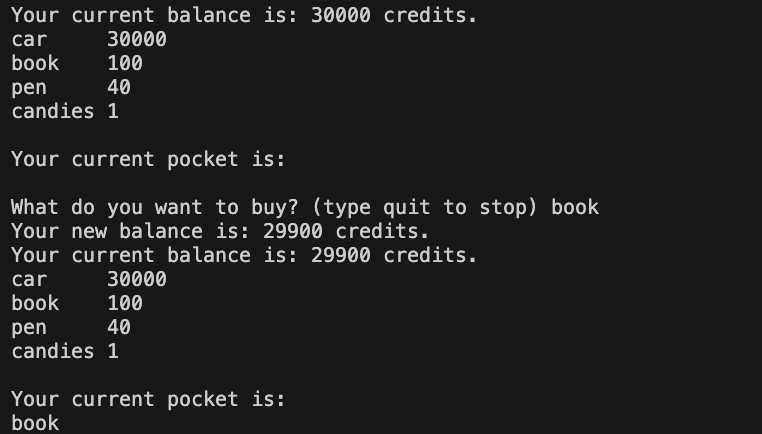 Your current balance is: 30000 credits.
car     30000
book    100
pen     40
candies 1
Your current pocket is:
What do you want to buy? (type quit to stop) book
Your new balance is: 29900 credits.
Your current balance is: 29900 credits.
car     30000
book    100
pen     40
candies 1
Your current pocket is:
book